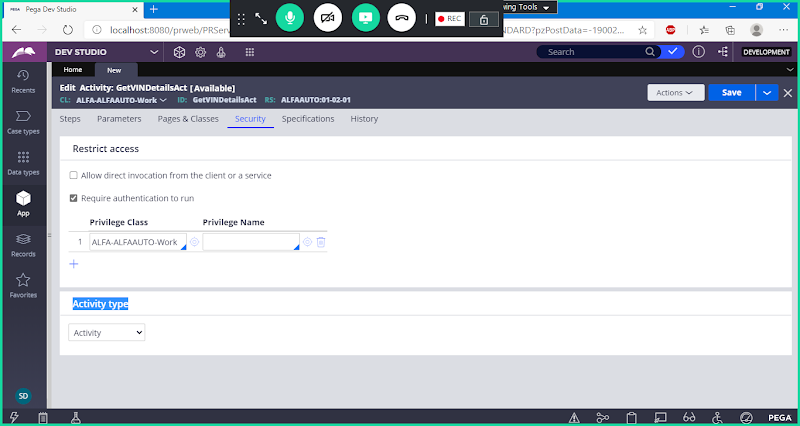 PEGA Pega Dev Studio
ving Tools
localhost:8080/prweb/PRServ
REC
NDARD?pzPostData=-19002...
ABP
DEV STUDIO
Search
DEVELOPMENT
Home New
Edit Activity: GetVINDetailsAct [Available]
CL: ALFA-ALFAAUTO-Work ID: GetVINDetailsAct RS: ALFAAUTO:01-02-01
Actions Save
Recents
Case types
Data types
App
Records
Favorites
SD
Steps Parameters Pages & Classes Security Specifications History
Restrict access
Allow direct invocation from the client or a service
Require authentication to run
Privilege Class Privilege Name
1 ALFA-ALFAAUTO-Work
Activity type
Activity
PEGA